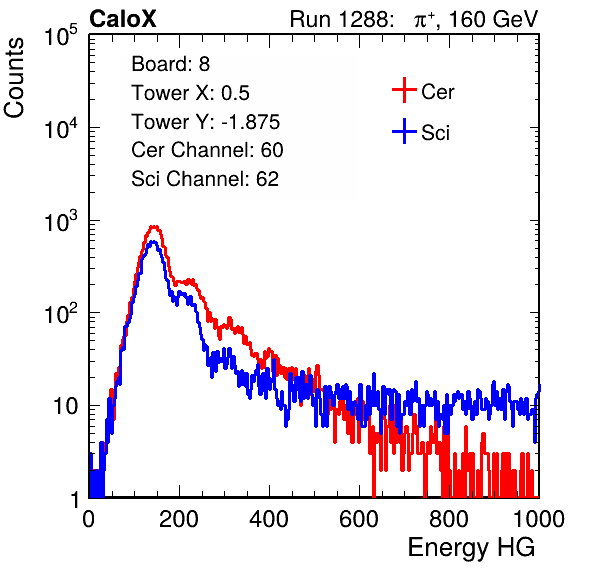 CaloX Run 1288: π⁺, 160 GeV
Counts
10⁵
10⁴
10³
10²
10
1
Board: 8
Tower X: 0.5
Tower Y: -1.875
Cer Channel: 60
Sci Channel: 62
Cer
Sci
0 200 400 600 800 1000
Energy HG